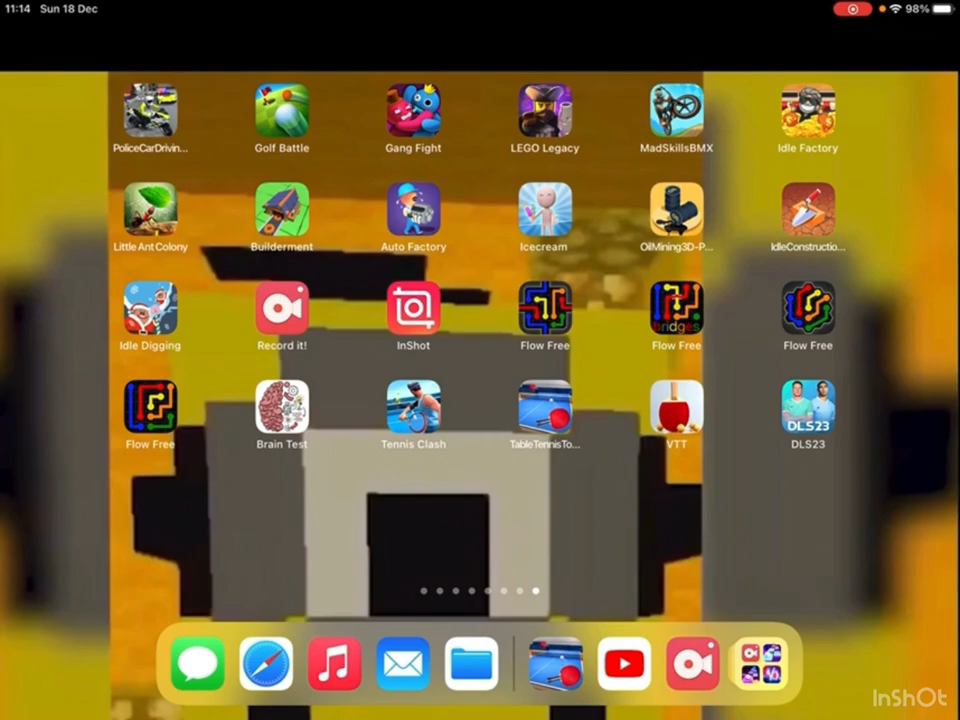 11:14 Sun 18 Dec 98%
PoliceCarDrivin... Golf Battle Gang Fight LEGO Legacy MadSkillsBMX Idle Factory
Little Ant Colony Builderment Auto Factory Icecream OilMining3D-P... IdleConstructio...
bridges
Idle Digging Record it! InShot Flow Free Flow Free Flow Free
DLS23
Flow Free Brain Test Tennis Clash TableTennisTo... VTT DLS23
InShOt